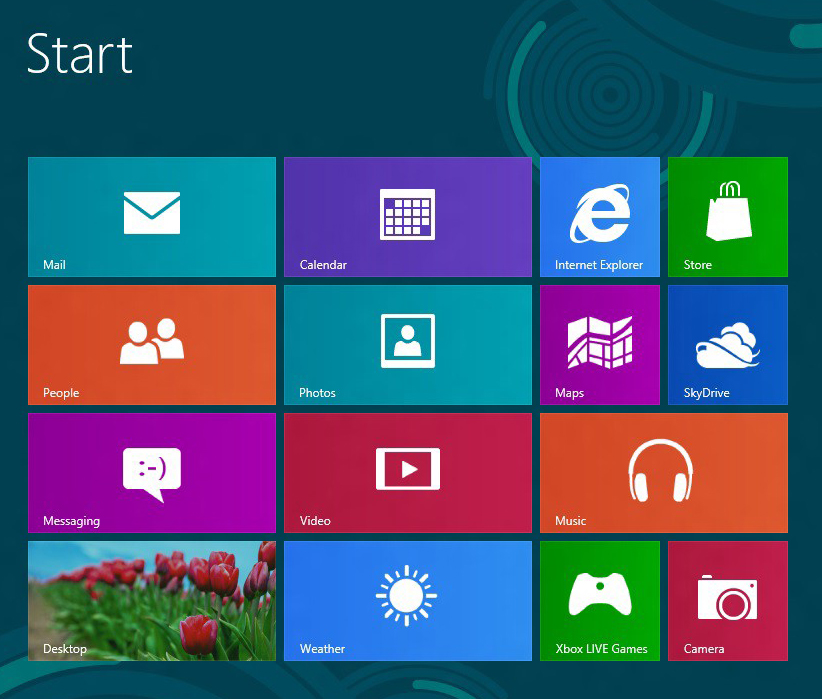 Start
Mail
Calendar
Internet Explorer
Store
People
Photos
Maps
SkyDrive
:-)
Messaging
Video
Music
Desktop
Weather
Xbox LIVE Games
Camera